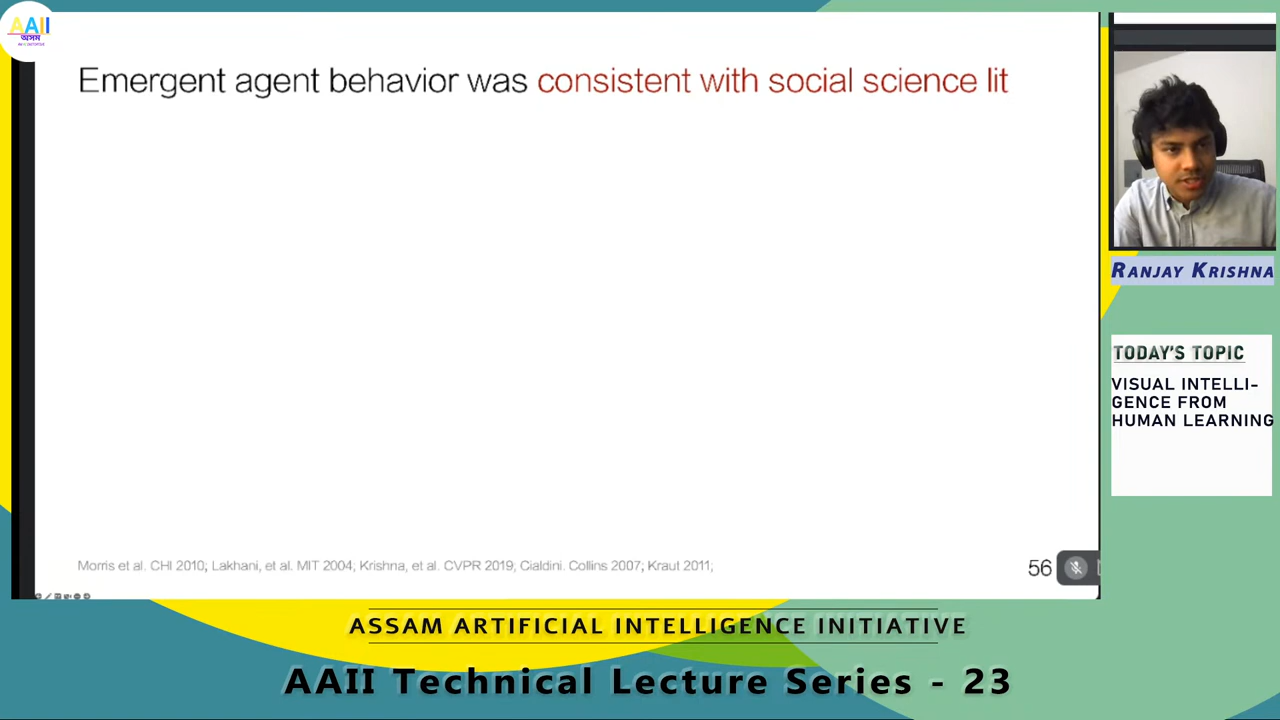 AAII
অসম
Emergent agent behavior was consistent with social science lit
RANJAY KRISHNA
TODAY'S TOPIC
VISUAL INTELLI-
GENCE FROM
HUMAN LEARNING
Morris et al. CHI 2010; Lakhani, et al. MIT 2004, Krishna, et al. CVPR 2019, Cialdini. Collins 2007; Kraut 2011;
56
ASSAM ARTIFICIAL INTELLIGENCE INITIATIVE
AAII Technical Lecture Series - 23